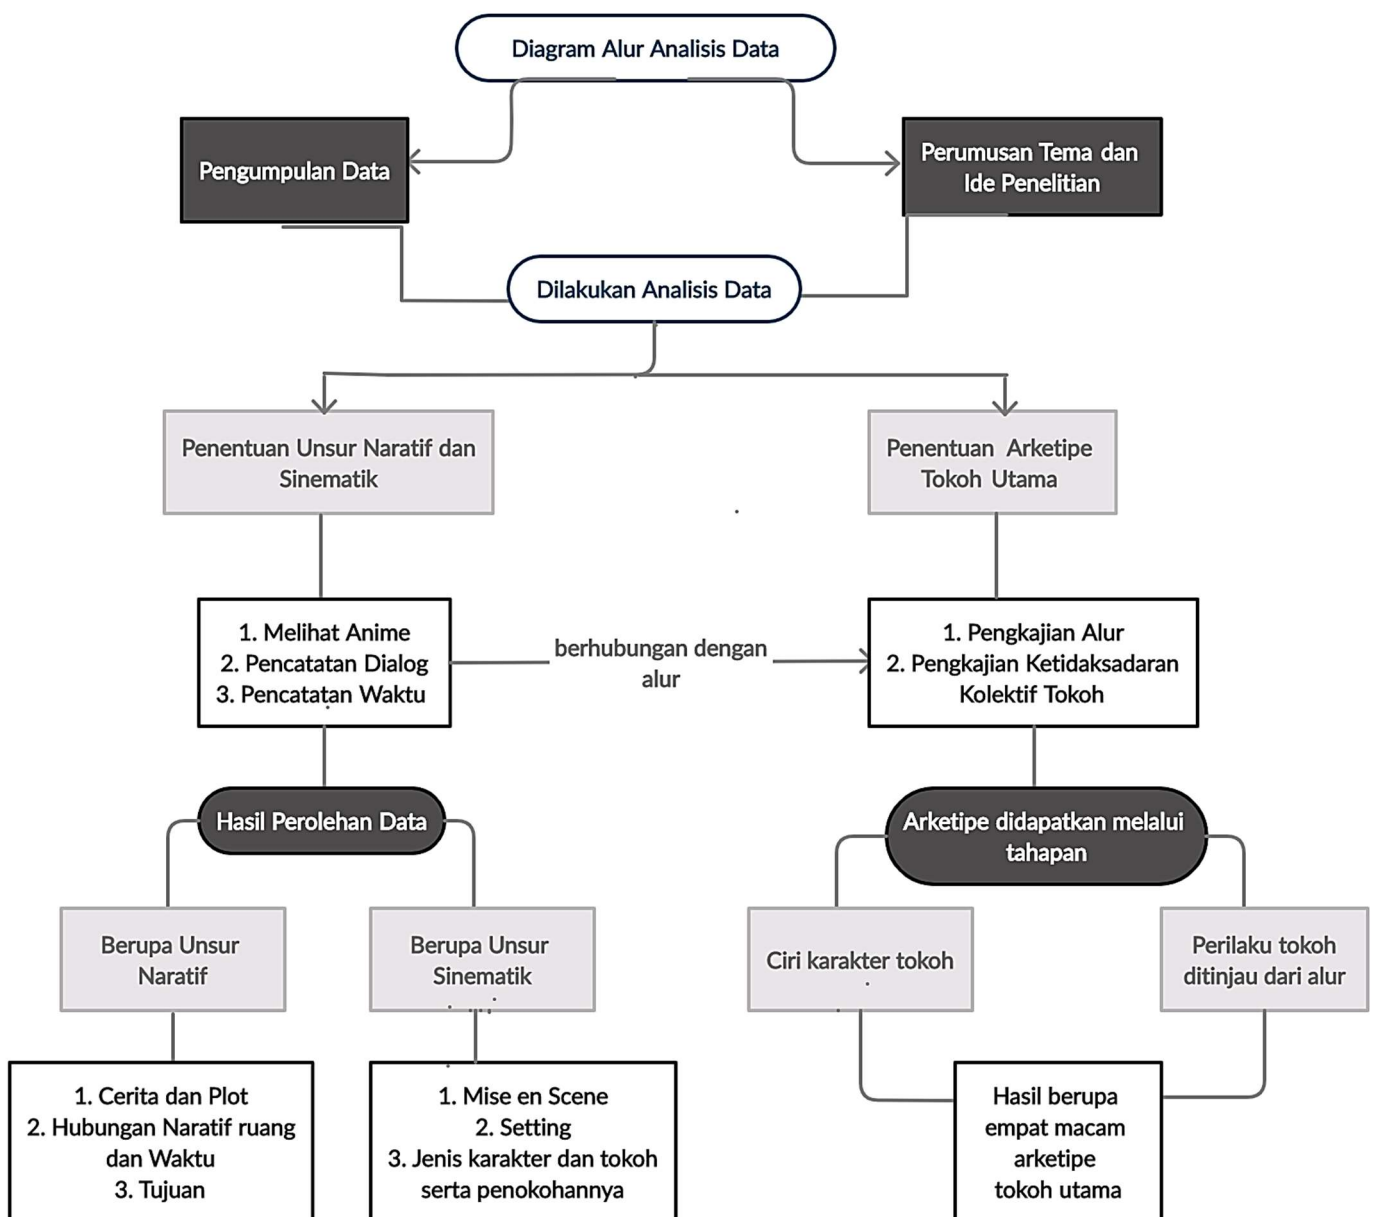 Diagram Alur Analisis Data
Pengumpulan Data
Perumusan Tema dan
Ide Penelitian
Dilakukan Analisis Data
Penentuan Unsur Naratif dan
Sinematik
Penentuan Arketipe
Tokoh Utama
1. Melihat Anime
2. Pencatatan Dialog
3. Pencatatan Waktu
berhubungan dengan
alur
1. Pengkajian Alur
2. Pengkajian Ketidaksadaran
Kolektif Tokoh
Hasil Perolehan Data
Arketipe didapatkan melalui
tahapan
Berupa Unsur
Naratif
Berupa Unsur
Sinematik
Ciri karakter tokoh
Perilaku tokoh
ditinjau dari alur
1. Cerita dan Plot
2. Hubungan Naratif ruang
dan Waktu
3. Tujuan
1. Mise en Scene
2. Setting
3. Jenis karakter dan tokoh
serta penokohannya
Hasil berupa
empat macam
arketipe
tokoh utama